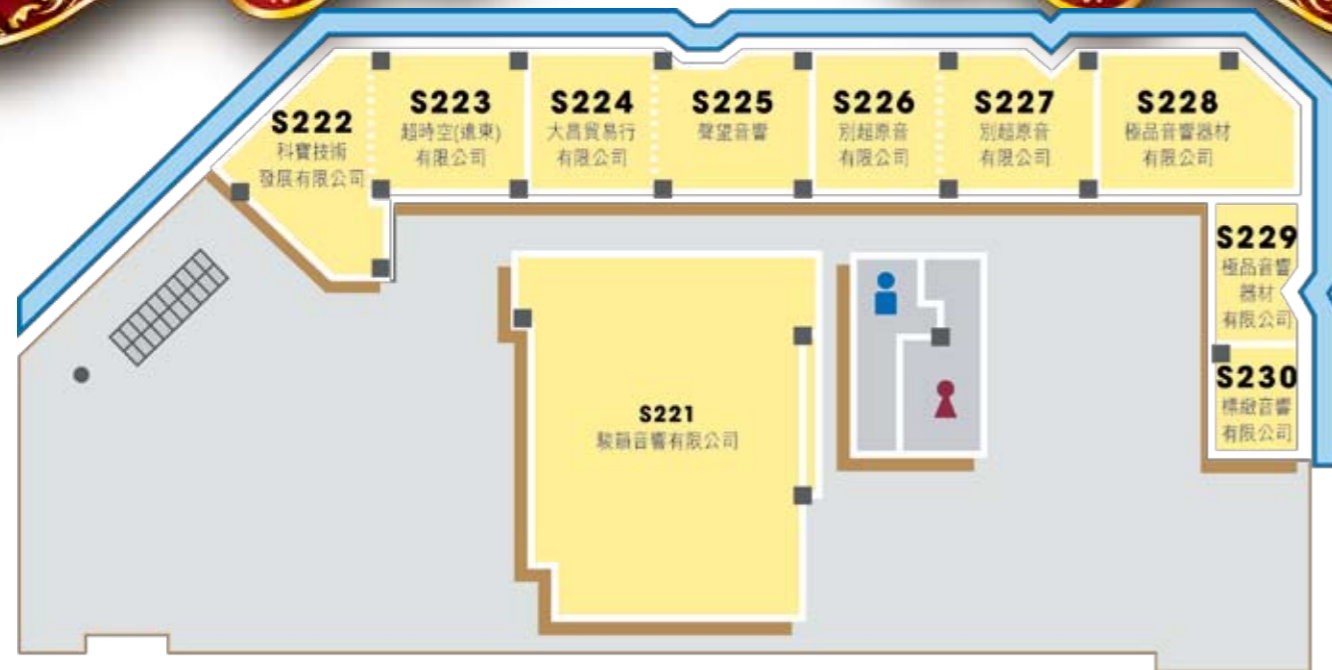 S222
科寶技術
發展有限公司
S223
超時空(遠東)
有限公司
S224
大昌貿易行
有限公司
S225
聲望音響
S226
別超原音
有限公司
S227
別超原音
有限公司
S228
極品音響器材
有限公司
S229
極品音響
器材
有限公司
S230
標緻音響
有限公司
S221
駿韻音響有限公司